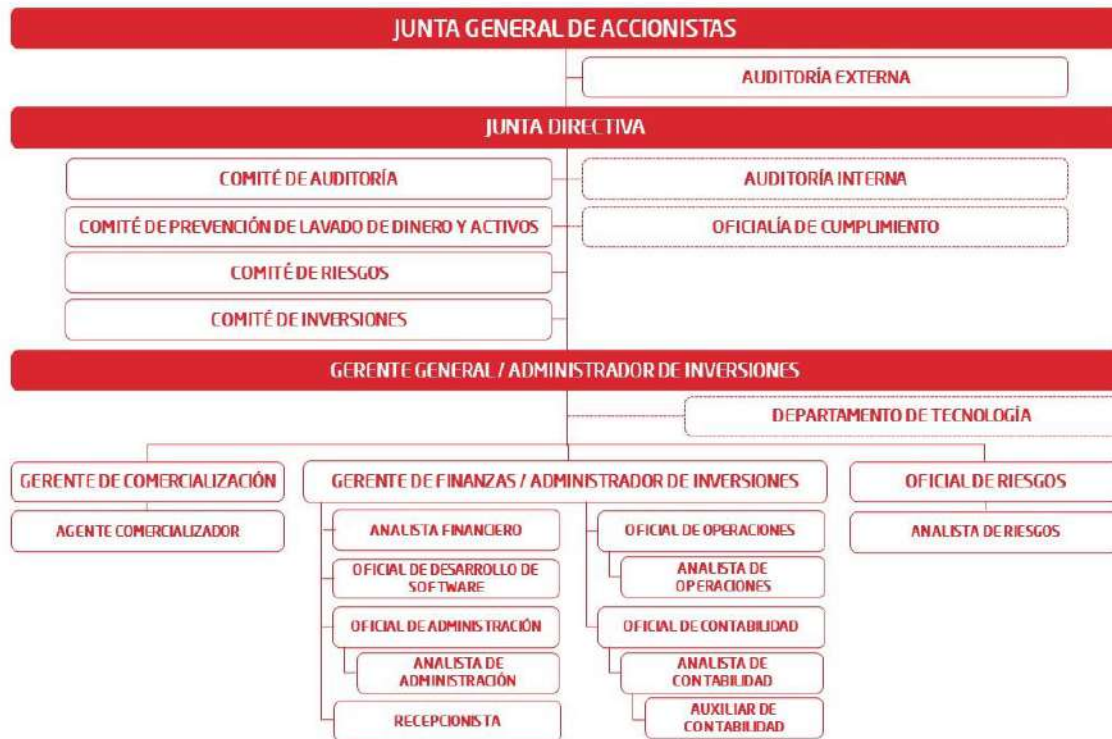 JUNTA GENERAL DE ACCIONISTAS
AUDITORÍA EXTERNA
JUNTA DIRECTIVA
COMITÉ DE AUDITORÍA
AUDITORÍA INTERNA
COMITÉ DE PREVENCIÓN DE LAVADO DE DINERO Y ACTIVOS
OFICIALÍA DE CUMPLIMIENTO
COMITÉ DE RIESGOS
COMITÉ DE INVERSIONES
GERENTE GENERAL / ADMINISTRADOR DE INVERSIONES
DEPARTAMENTO DE TECNOLOGÍA
GERENTE DE COMERCIALIZACIÓN
AGENTE COMERCIALIZADOR
GERENTE DE FINANZAS / ADMINISTRADOR DE INVERSIONES
ANALISTA FINANCIERO
OFICIAL DE DESARROLLO DE
SOFTWARE
OFICIAL DE ADMINISTRACIÓN
ANALISTA DE
ADMINISTRACIÓN
RECEPCIONISTA
OFICIAL DE OPERACIONES
ANALISTA DE
OPERACIONES
OFICIAL DE CONTABILIDAD
ANALISTA DE
CONTABILIDAD
AUXILIAR DE
CONTABILIDAD
OFICIAL DE RIESGOS
ANALISTA DE RIESGOS